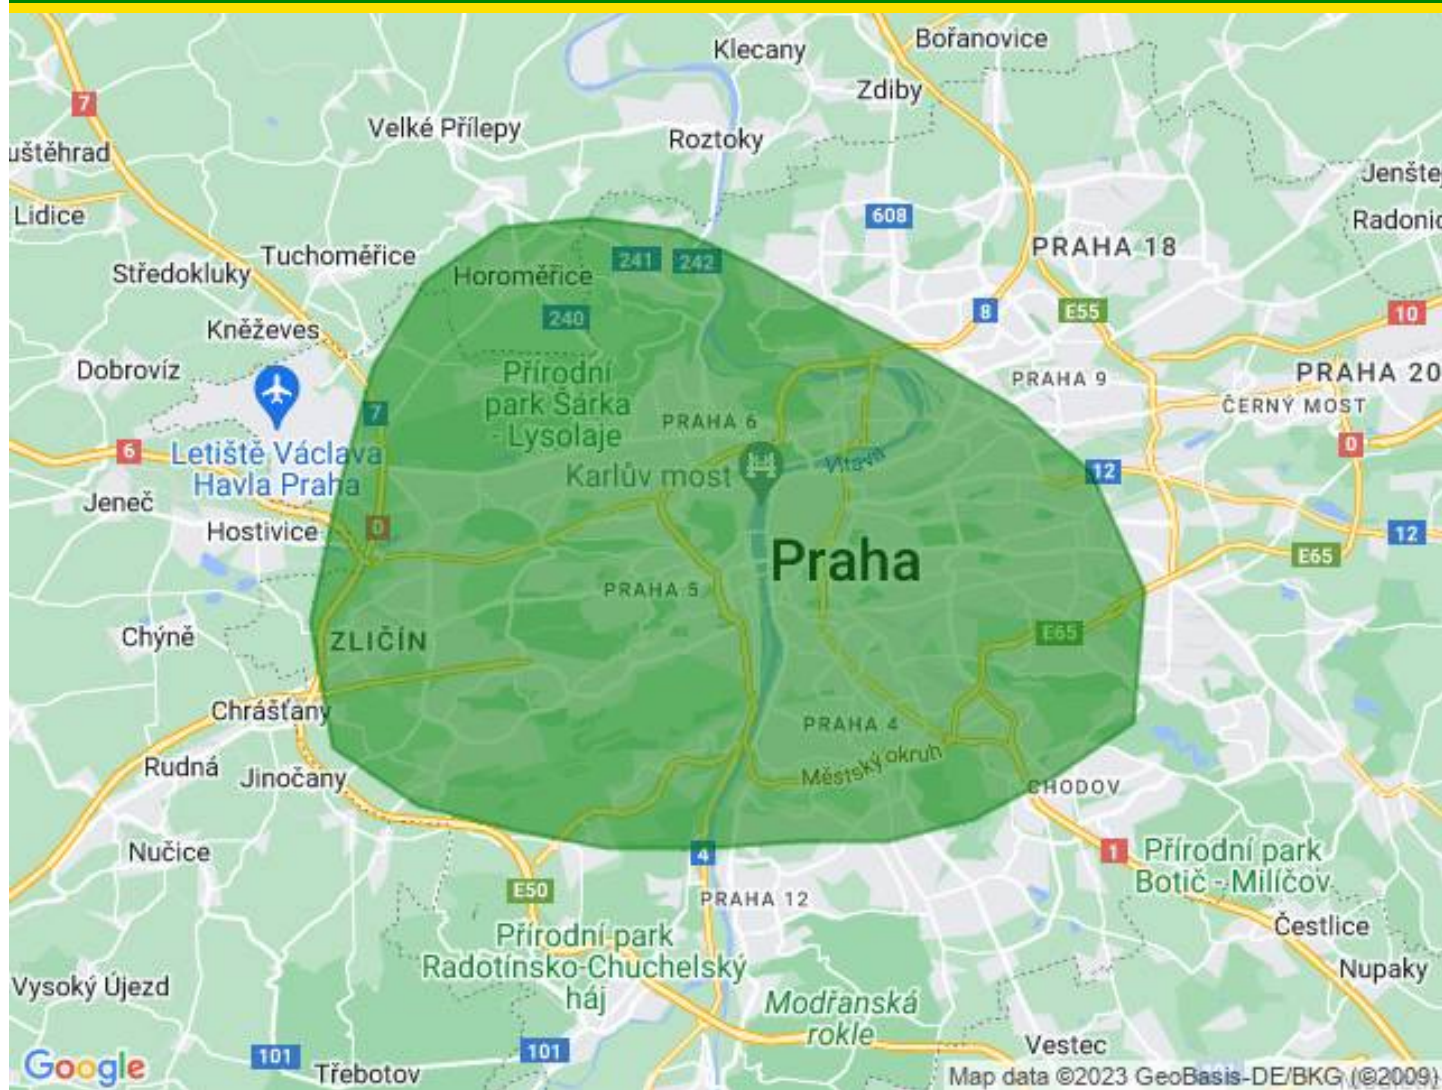 Klecany
Bořanovice
Zdiby
7
Velké Přílepy
Roztoky
uštěhrad
Jenšte
Lidice
608
Radonic
Tuchoměřice
PRAHA 18
Středokluky
Horoměřice
241
242
240
8
E55
10
Kněževes
Dobrovíz
Přírodní
park Šárka
- Lysolaje
PRAHA 9
PRAHA 20
ČERNÝ MOST
7
PRAHA 6
6
Letiště Václava
Havla Praha
Karlův most
Vltava
12
0
Jeneč
Hostivice
0
12
E65
Praha
PRAHA 5
Chýně
ZLIČÍN
E65
Chrášťany
PRAHA 4
Rudná
Jinočany
Městský okruh
CHODOV
Nučice
4
1
Přírodní park
Botič - Milíčov
E50
PRAHA 12
Čestlice
Přírodní park
Radotínsko-Chuchelský
háj
Nupaky
Vysoký Újezd
Modřanská
rokle
Vestec
101
101
Google
Třebotov
Map data ©2023 GeoBasis-DE/BKG (©2009)